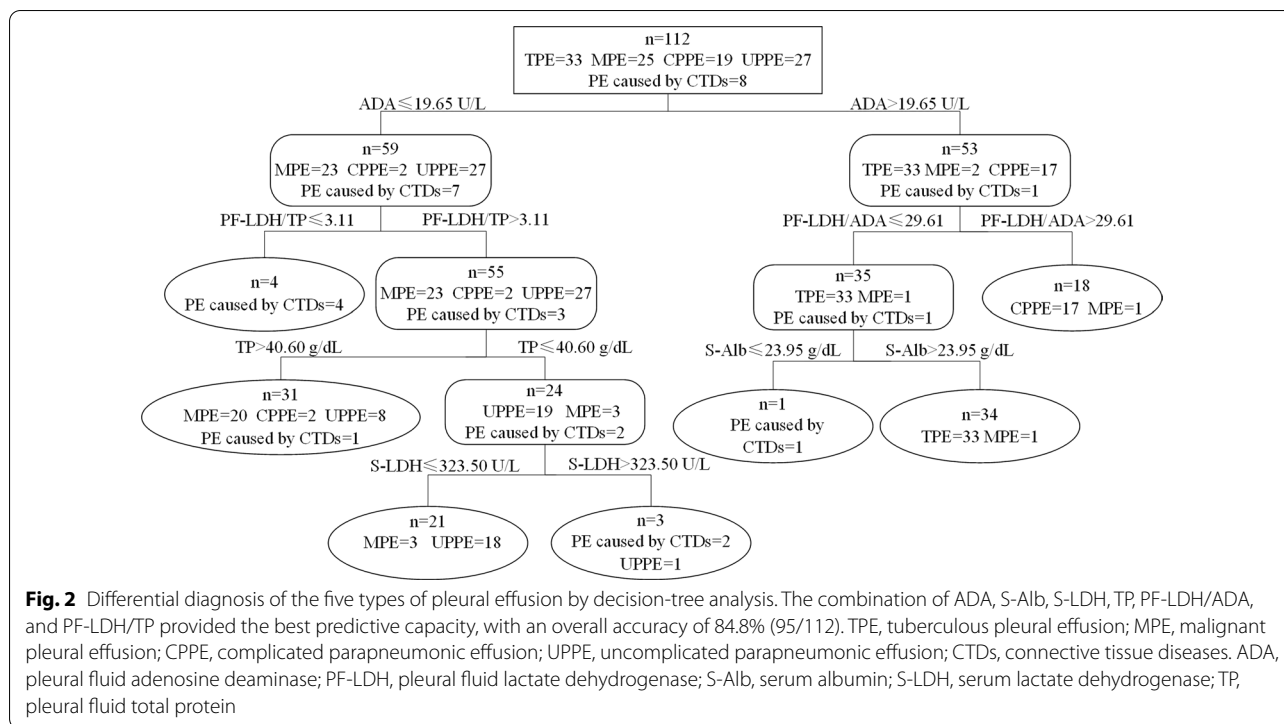 n=112
TPE=33 MPE=25 CPPE=19 UPPE=27
PE caused by CTDs=8
ADA≤19.65 U/L
ADA>19.65 U/L
n=59
MPE=23 CPPE=2 UPPE=27
PE caused by CTDs=7
n=53
TPE=33 MPE=2 CPPE=17
PE caused by CTDs=1
PF-LDH/TP≤3.11
PF-LDH/TP>3.11
PF-LDH/ADA≤29.61
PF-LDH/ADA>29.61
n=4
PE caused by CTDs=4
n=55
MPE=23 CPPE=2 UPPE=27
PE caused by CTDs=3
n=35
TPE=33 MPE=1
PE caused by CTDs=1
n=18
CPPE=17 MPE=1
TP>40.60 g/dL
TP≤40.60 g/dL
S-Alb≤23.95 g/dL
S-Alb>23.95 g/dL
n=31
MPE=20 CPPE=2 UPPE=8
PE caused by CTDs=1
n=24
UPPE=19 MPE=3
PE caused by CTDs=2
n=1
PE caused by
CTDs=1
n=34
TPE=33 MPE=1
S-LDH≤323.50 U/L
S-LDH>323.50 U/L
n=21
MPE=3 UPPE=18
n=3
PE caused by CTDs=2
UPPE=1
Fig. 2 Differential diagnosis of the five types of pleural effusion by decision-tree analysis. The combination of ADA, S-Alb, S-LDH, TP, PF-LDH/ADA,
and PF-LDH/TP provided the best predictive capacity, with an overall accuracy of 84.8% (95/112). TPE, tuberculous pleural effusion; MPE, malignant
pleural effusion; CPPE, complicated parapneumonic effusion; UPPE, uncomplicated parapneumonic effusion; CTDs, connective tissue diseases. ADA,
pleural fluid adenosine deaminase; PF-LDH, pleural fluid lactate dehydrogenase; S-Alb, serum albumin; S-LDH, serum lactate dehydrogenase; TP,
pleural fluid total protein